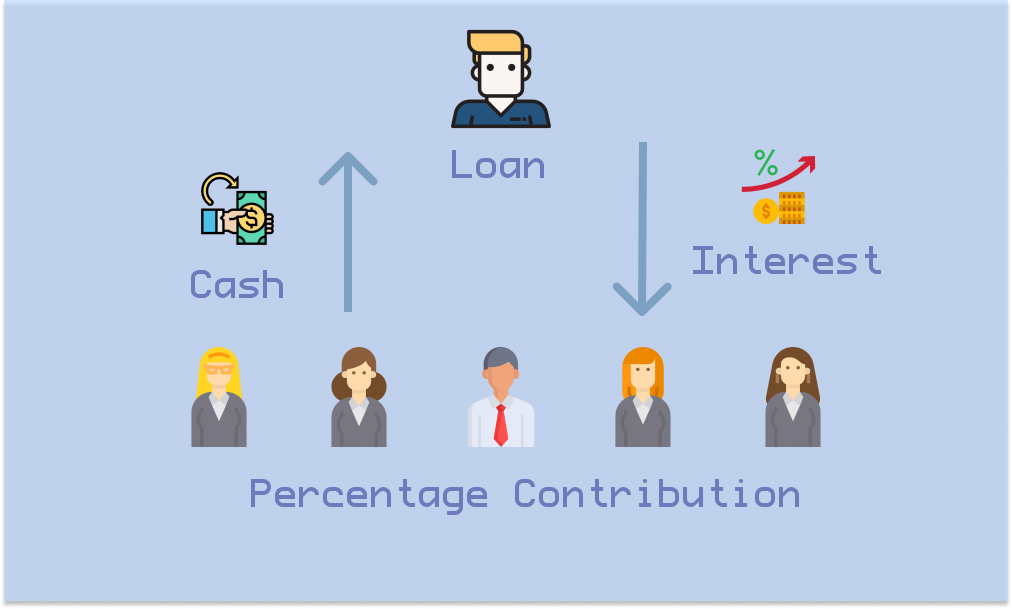 Loan
%
$
$
Cash
Interest
Percentage Contribution